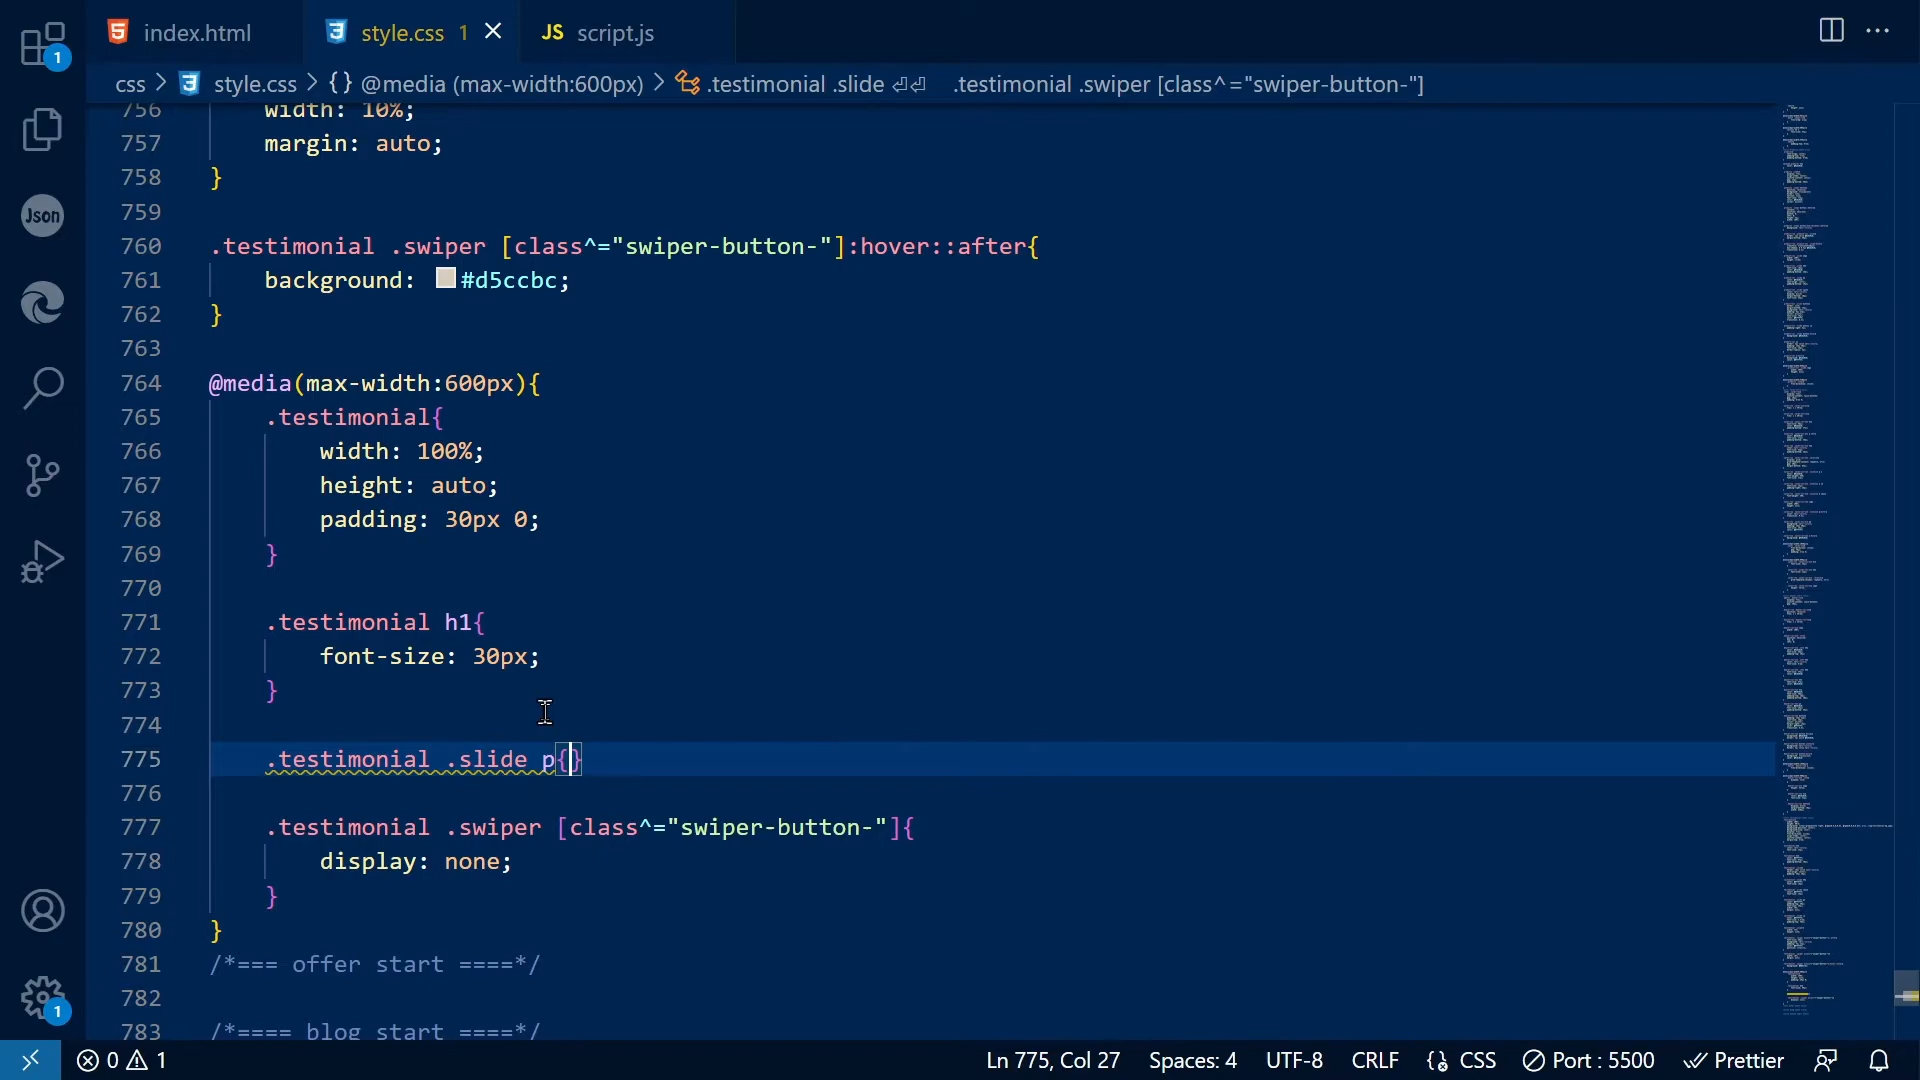 index.html
style.css 1
JS script.js
css > style.css > {} @media (max-width:600px) > .testimonial .slide ⏎⏎ .testimonial .swiper [class^="swiper-button-"]
756 width: 10%;
757 margin: auto;
758 }
759
760 .testimonial .swiper [class^="swiper-button-"]:hover::after{
761 background: #d5ccbc;
762 }
763
764 @media(max-width:600px){
765 .testimonial{
766 width: 100%;
767 height: auto;
768 padding: 30px 0;
769 }
770
771 .testimonial h1{
772 font-size: 30px;
773 }
774
775 .testimonial .slide p{}
776
777 .testimonial .swiper [class^="swiper-button-"]{
778 display: none;
779 }
780 }
781 /*=== offer start ====*/
782
783 /*==== blog start ====*/
1
Json
1
0 1
Ln 775, Col 27
Spaces: 4
UTF-8
CRLF
CSS
Port : 5500
Prettier